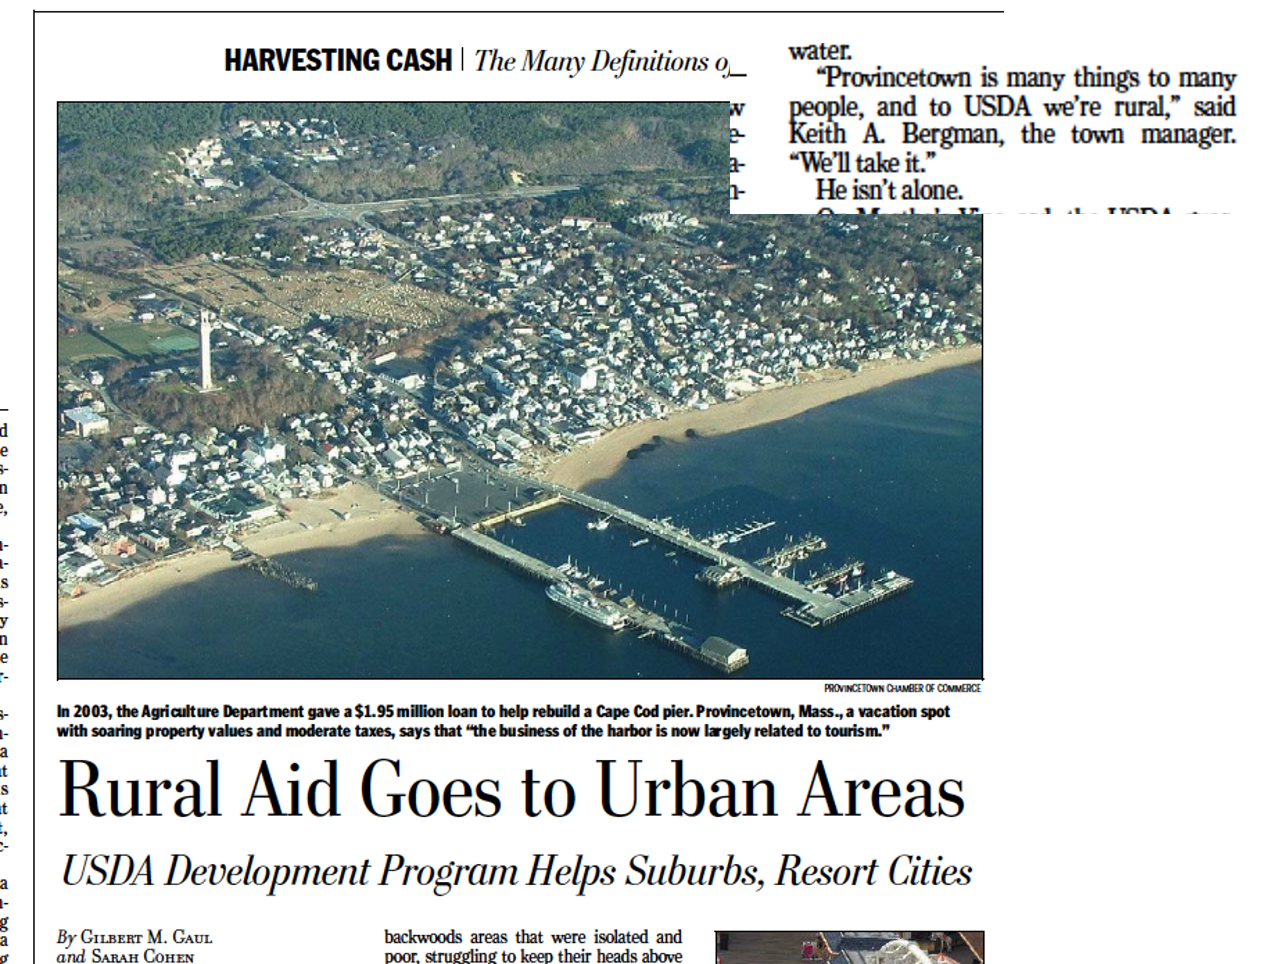 HARVESTING CASH | The Many Definitions of
water.
“Provincetown is many things to many
people, and to USDA we’re rural,” said
Keith A. Bergman, the town manager.
“We’ll take it.”
He isn’t alone.
PROVINCETOWN CHAMBER OF COMMERCE
In 2003, the Agriculture Department gave a $1.95 million loan to help rebuild a Cape Cod pier. Provincetown, Mass., a vacation spot
with soaring property values and moderate taxes, says that “the business of the harbor is now largely related to tourism.”
Rural Aid Goes to Urban Areas
USDA Development Program Helps Suburbs, Resort Cities
By GILBERT M. GAUL
and SARAH COHEN
backwoods areas that were isolated and
poor, struggling to keep their heads above